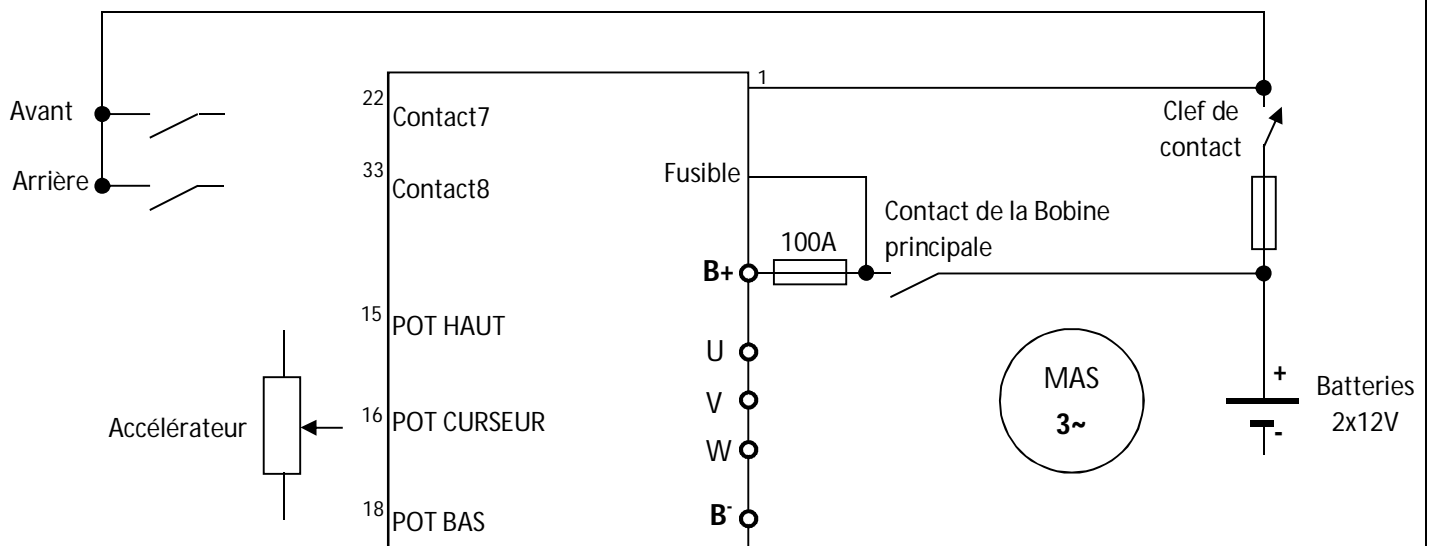 1
22
Avant
Contact7
Clef de
contact
33
Arrière
Contact8
Fusible
Contact de la Bobine
principale
100A
B+
15
POT HAUT
U
MAS
3~
+
Batteries
2x12V
-
V
16
Accélérateur
POT CURSEUR
W
18
POT BAS
B-